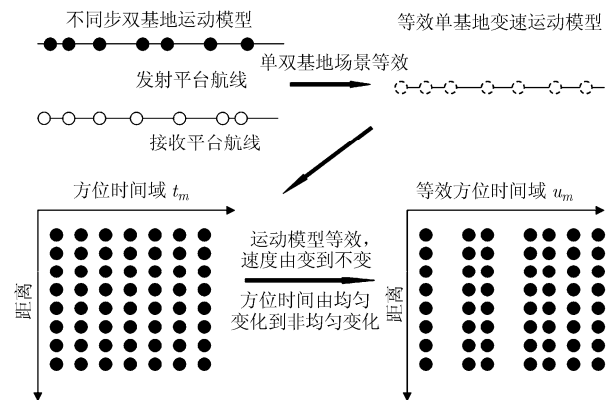 不同步双基地运动模型
等效单基地变速运动模型
发射平台航线
单双基地场景等效
接收平台航线
方位时间域 tₘ
等效方位时间域 uₘ
运动模型等效，
速度由变到不变
方位时间由均匀
变化到非均匀变化
距离
距离